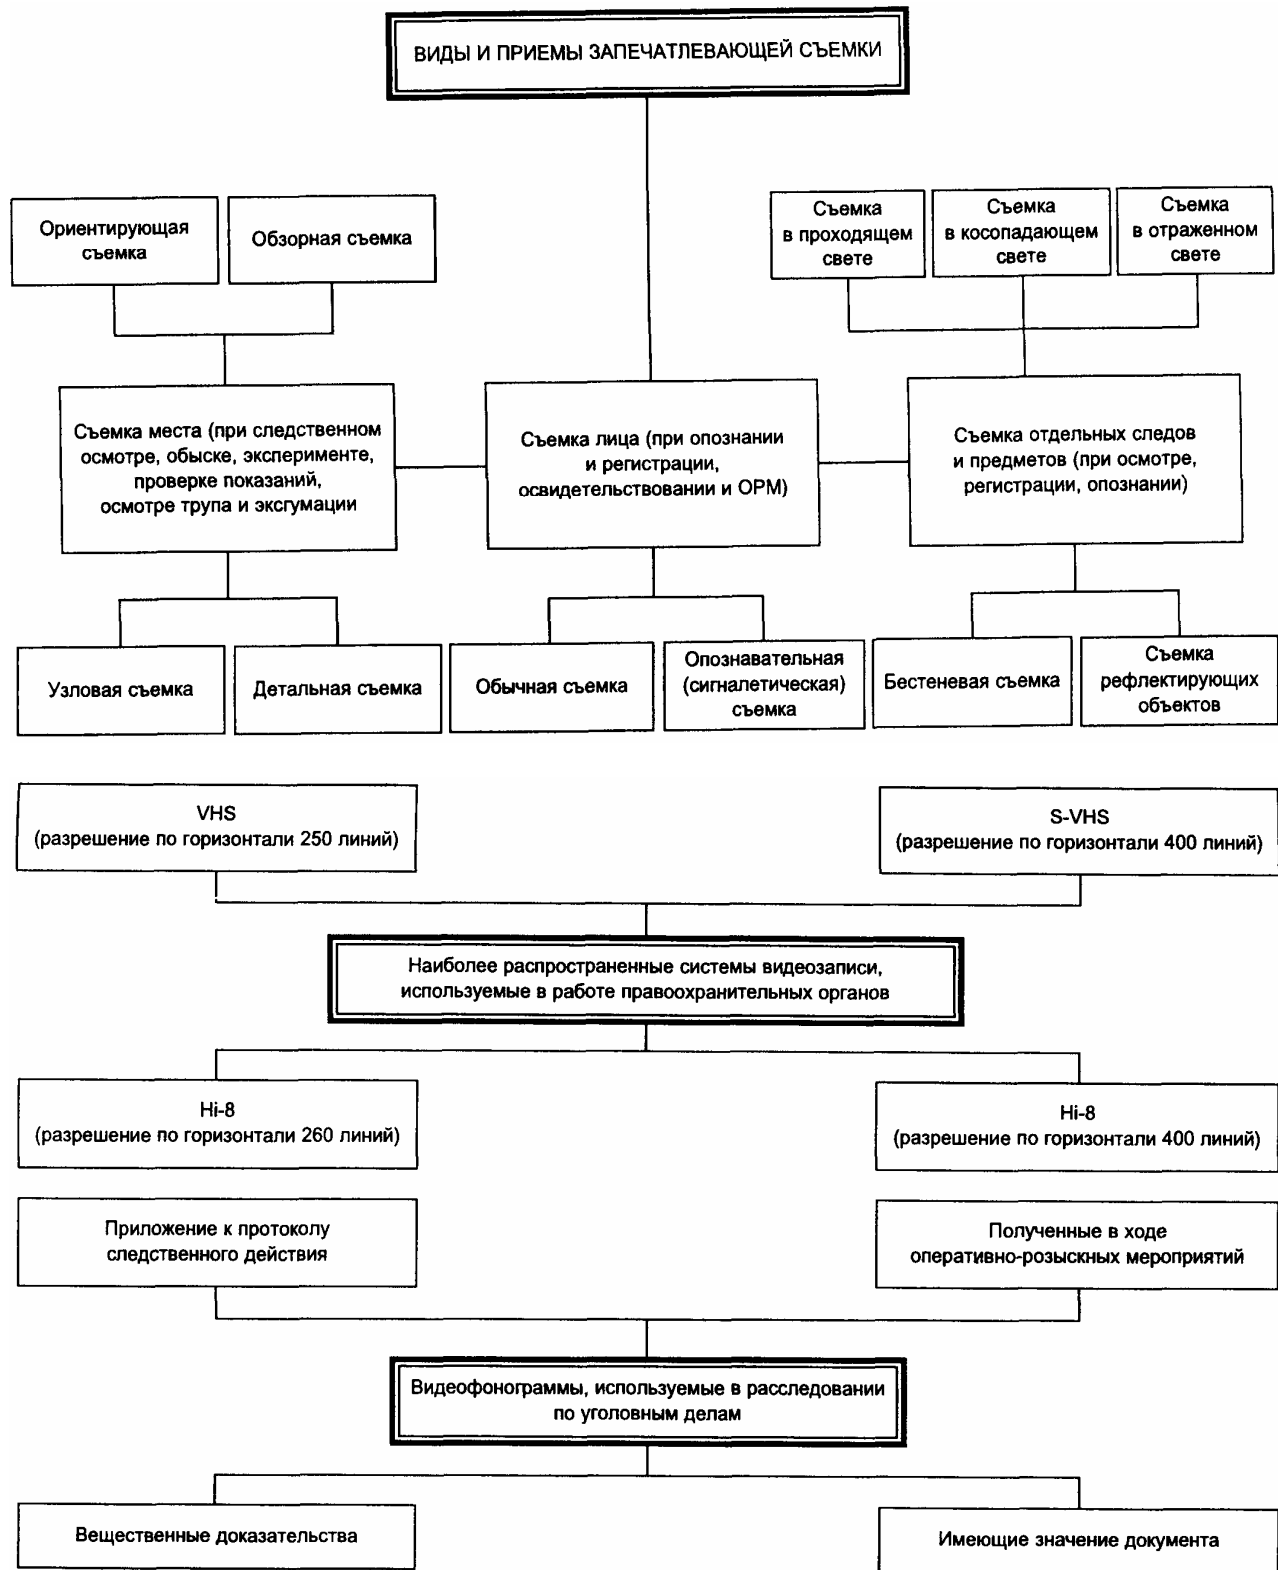 ВИДЫ И ПРИЕМЫ ЗАПЕЧАТЛЕВАЮЩЕЙ СЪЕМКИ
Ориентирующая
съемка
Обзорная съемка
Съемка
в проходящем
свете
Съемка
в косопадающем
свете
Съемка
в отраженном
свете
Съемка места (при следственном
осмотре, обыске, эксперименте,
проверке показаний,
осмотре трупа и эксгумации
Съемка лица (при опознании
и регистрации,
освидетельствовании и ОРМ)
Съемка отдельных следов
и предметов (при осмотре,
регистрации, опознании)
Узловая съемка
Детальная съемка
Обычная съемка
Опознавательная
(сигналетическая)
съемка
Бестеневая съемка
Съемка
рефлектирующих
объектов
VHS
(разрешение по горизонтали 250 линий)
S-VHS
(разрешение по горизонтали 400 линий)
Наиболее распространенные системы видеозаписи,
используемые в работе правоохранительных органов
Hi-8
(разрешение по горизонтали 260 линий)
Hi-8
(разрешение по горизонтали 400 линий)
Приложение к протоколу
следственного действия
Полученные в ходе
оперативно-розыскных мероприятий
Видеофонограммы, используемые в расследовании
по уголовным делам
Вещественные доказательства
Имеющие значение документа